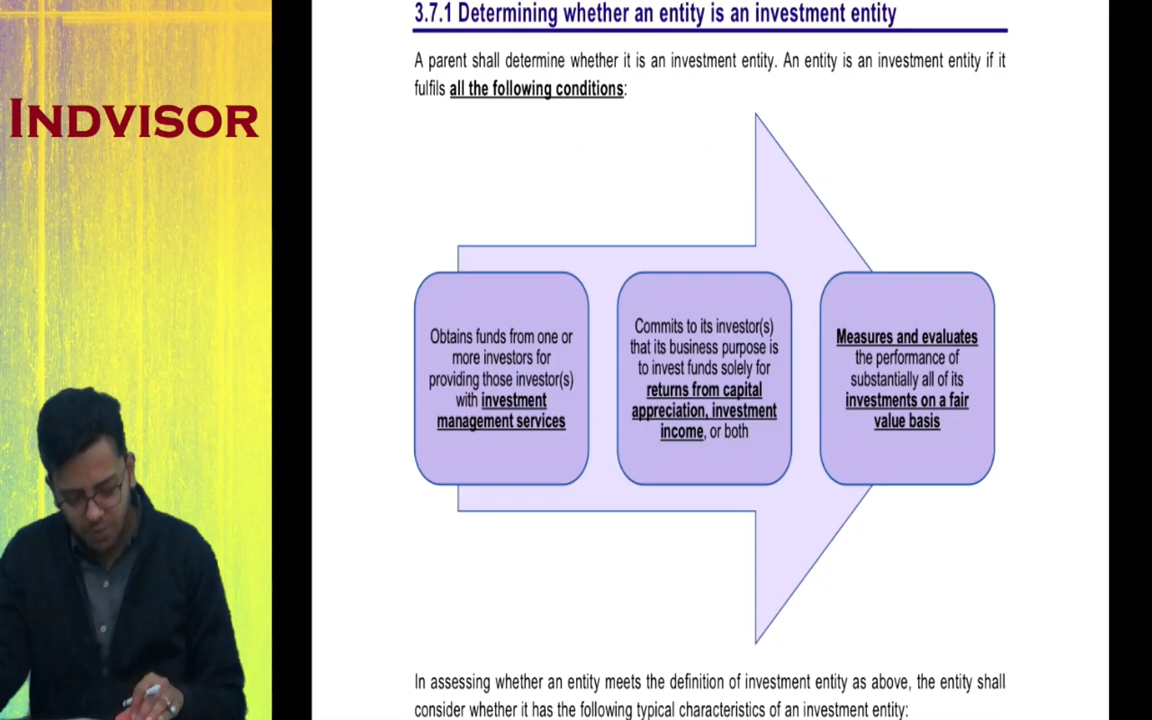 3.7.1 Determining whether an entity is an investment entity
A parent shall determine whether it is an investment entity. An entity is an investment entity if it
fulfils all the following conditions:
INDVISOR
Obtains funds from one or
more investors for
providing those investor(s)
with investment
management services
Commits to its investor(s)
that its business purpose is
to invest funds solely for
returns from capital
appreciation, investment
income, or both
Measures and evaluates
the performance of
substantially all of its
investments on a fair
value basis
In assessing whether an entity meets the definition of investment entity as above, the entity shall
consider whether it has the following typical characteristics of an investment entity: